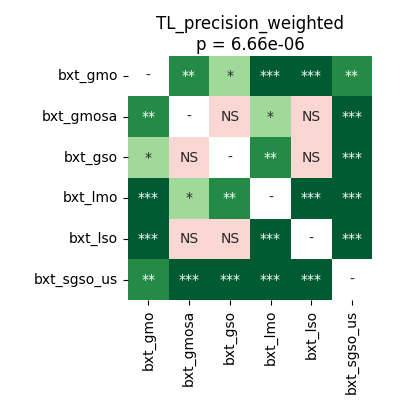 TL_precision_weighted
p = 6.66e-06
bxt_gmo - ** * *** *** **
bxt_gmosa ** - NS * NS ***
bxt_gso * NS - ** NS ***
bxt_lmo *** * ** - *** ***
bxt_lso *** NS NS *** - ***
bxt_sgso_us ** *** *** *** *** -
bxt_gmo bxt_gmosa bxt_gso bxt_lmo bxt_lso bxt_sgso_us